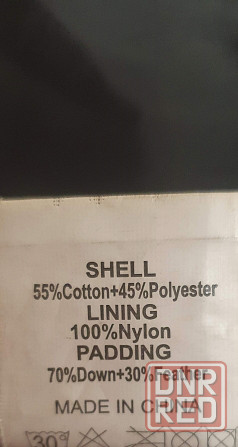 SHELL
55%Cotton+45%Polyester
LINING
100%Nylon
PADDING
70%Down+30%Feather
MADE IN CHINA
30°
DNR
RED